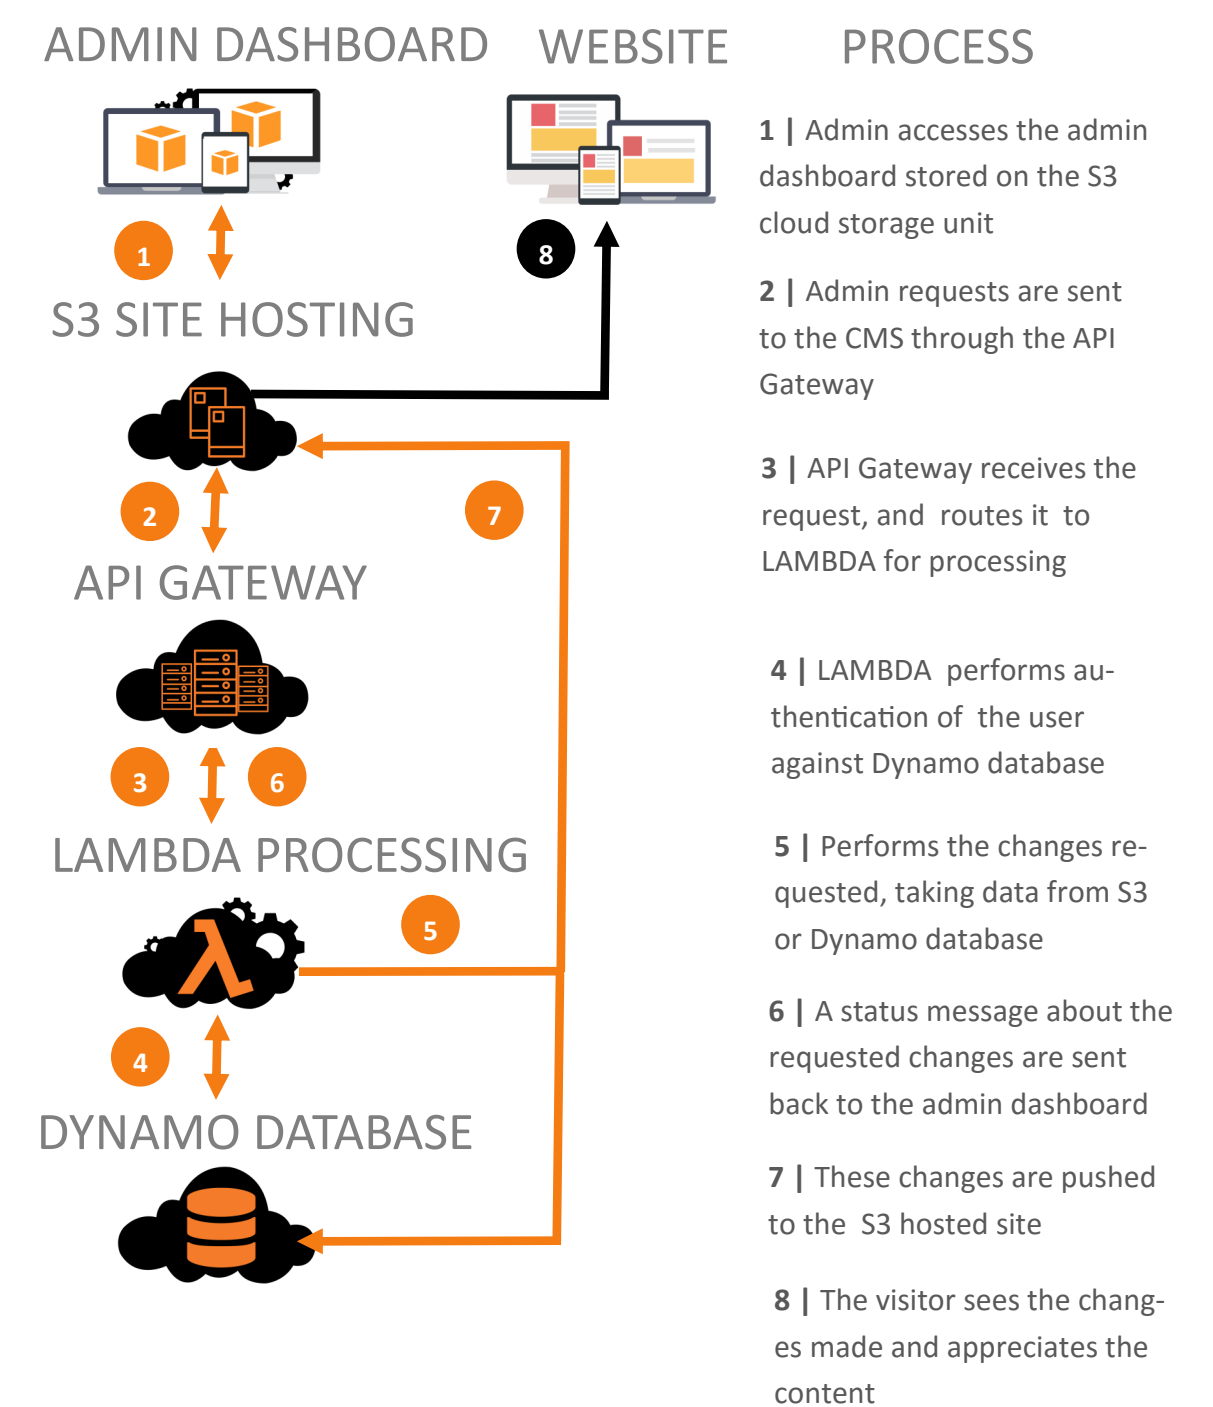 ADMIN DASHBOARD
WEBSITE
PROCESS
1
8
S3 SITE HOSTING
2
7
API GATEWAY
3
6
LAMBDA PROCESSING
5
4
DYNAMO DATABASE
1 | Admin accesses the admin
dashboard stored on the S3
cloud storage unit
2 | Admin requests are sent
to the CMS through the API
Gateway
3 | API Gateway receives the
request, and routes it to
LAMBDA for processing
4 | LAMBDA performs au-
thentication of the user
against Dynamo database
5 | Performs the changes re-
quested, taking data from S3
or Dynamo database
6 | A status message about the
requested changes are sent
back to the admin dashboard
7 | These changes are pushed
to the S3 hosted site
8 | The visitor sees the chang-
es made and appreciates the
content